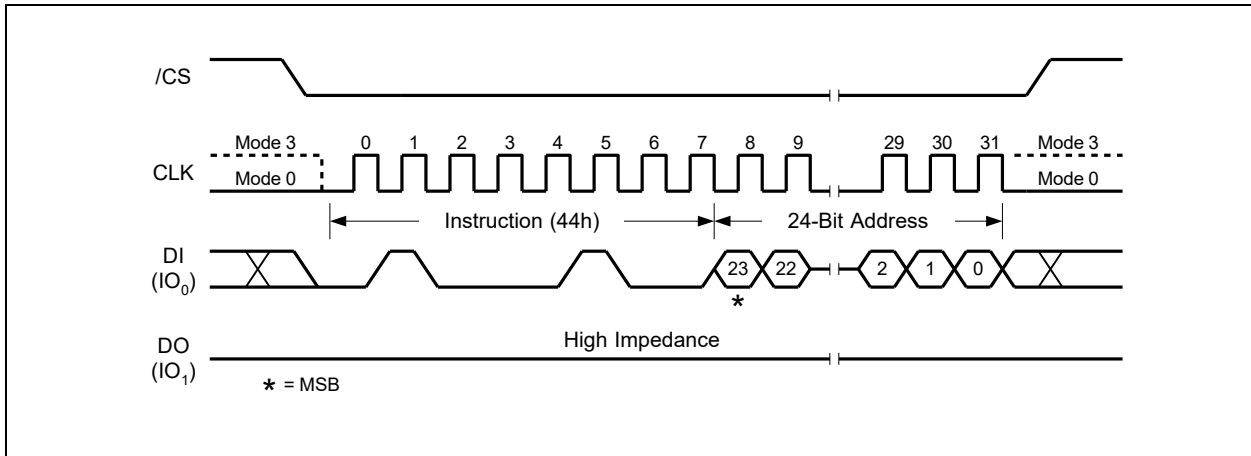 /CS
Mode 3 0 1 2 3 4 5 6 7 8 9 29 30 31 Mode 3
CLK
Mode 0 Mode 0
Instruction (44h) 24-Bit Address
DI
(IO0) 23 22 2 1 0
*
High Impedance
DO
(IO1)
* = MSB